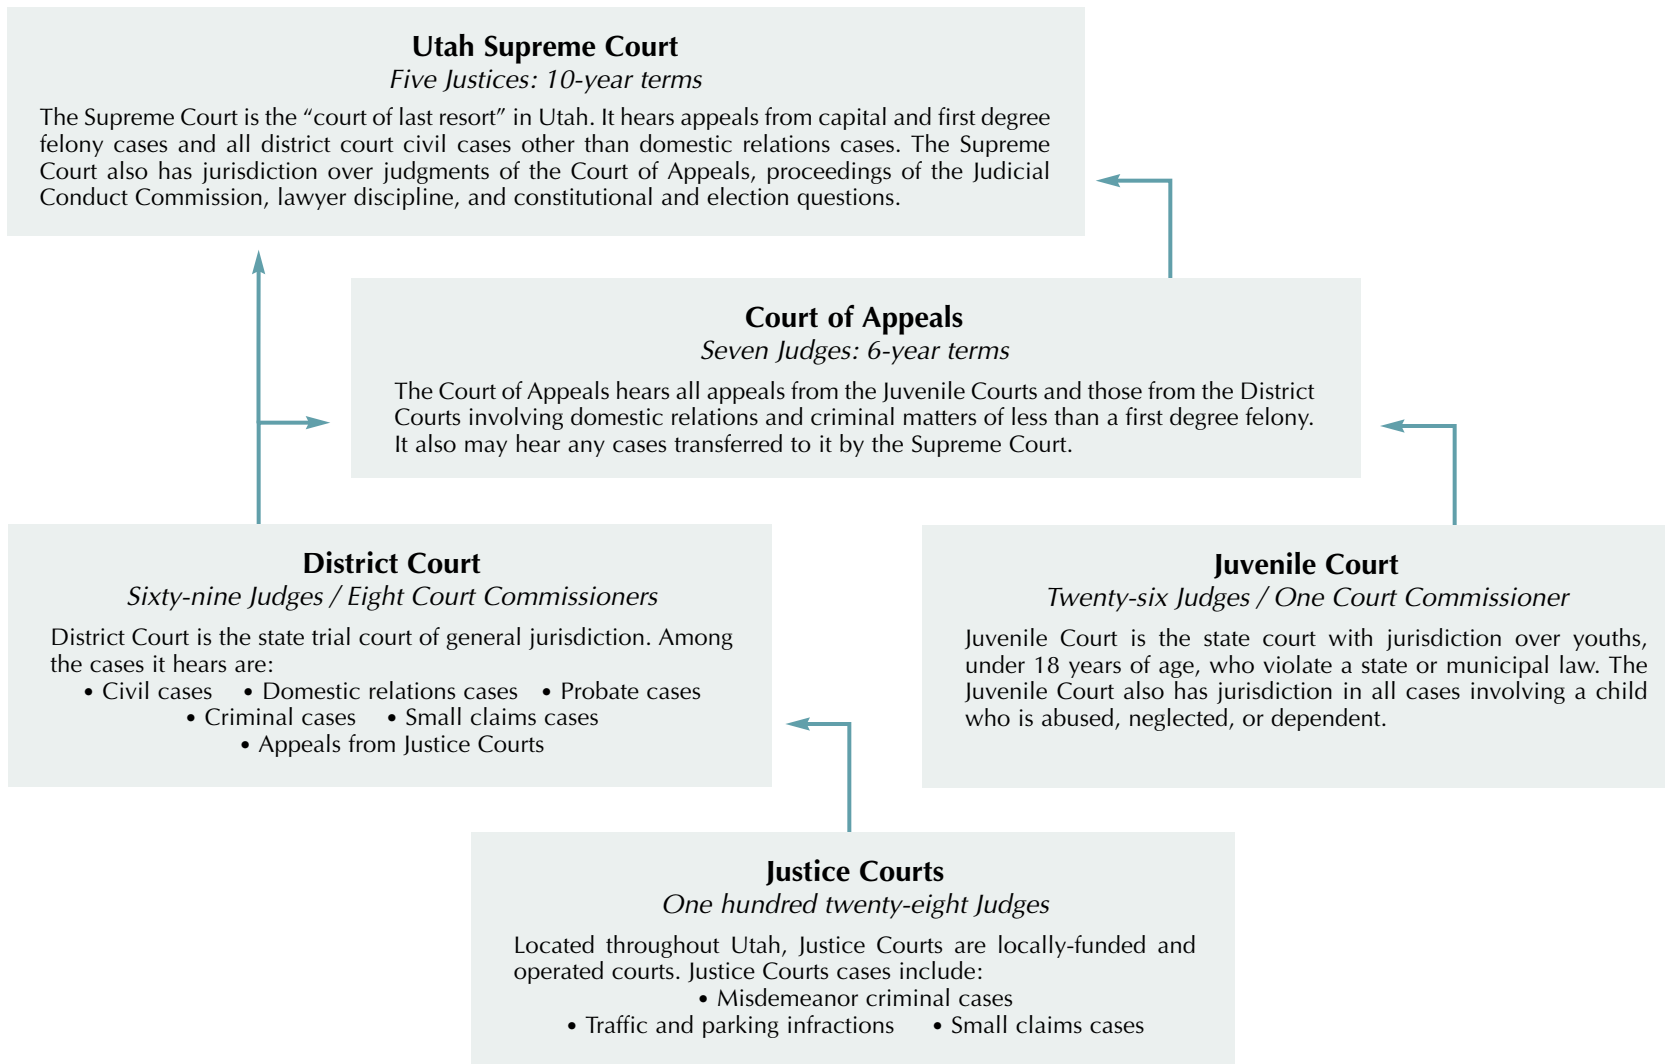 Utah Supreme Court
Five Justices: 10-year terms
The Supreme Court is the “court of last resort” in Utah. It hears appeals from capital and first degree
felony cases and all district court civil cases other than domestic relations cases. The Supreme
Court also has jurisdiction over judgments of the Court of Appeals, proceedings of the Judicial
Conduct Commission, lawyer discipline, and constitutional and election questions.
Court of Appeals
Seven Judges: 6-year terms
The Court of Appeals hears all appeals from the Juvenile Courts and those from the District
Courts involving domestic relations and criminal matters of less than a first degree felony.
It also may hear any cases transferred to it by the Supreme Court.
District Court
Sixty-nine Judges / Eight Court Commissioners
District Court is the state trial court of general jurisdiction. Among
the cases it hears are:
• Civil cases • Domestic relations cases • Probate cases
• Criminal cases • Small claims cases
• Appeals from Justice Courts
Juvenile Court
Twenty-six Judges / One Court Commissioner
Juvenile Court is the state court with jurisdiction over youths,
under 18 years of age, who violate a state or municipal law. The
Juvenile Court also has jurisdiction in all cases involving a child
who is abused, neglected, or dependent.
Justice Courts
One hundred twenty-eight Judges
Located throughout Utah, Justice Courts are locally-funded and
operated courts. Justice Courts cases include:
• Misdemeanor criminal cases
• Traffic and parking infractions • Small claims cases